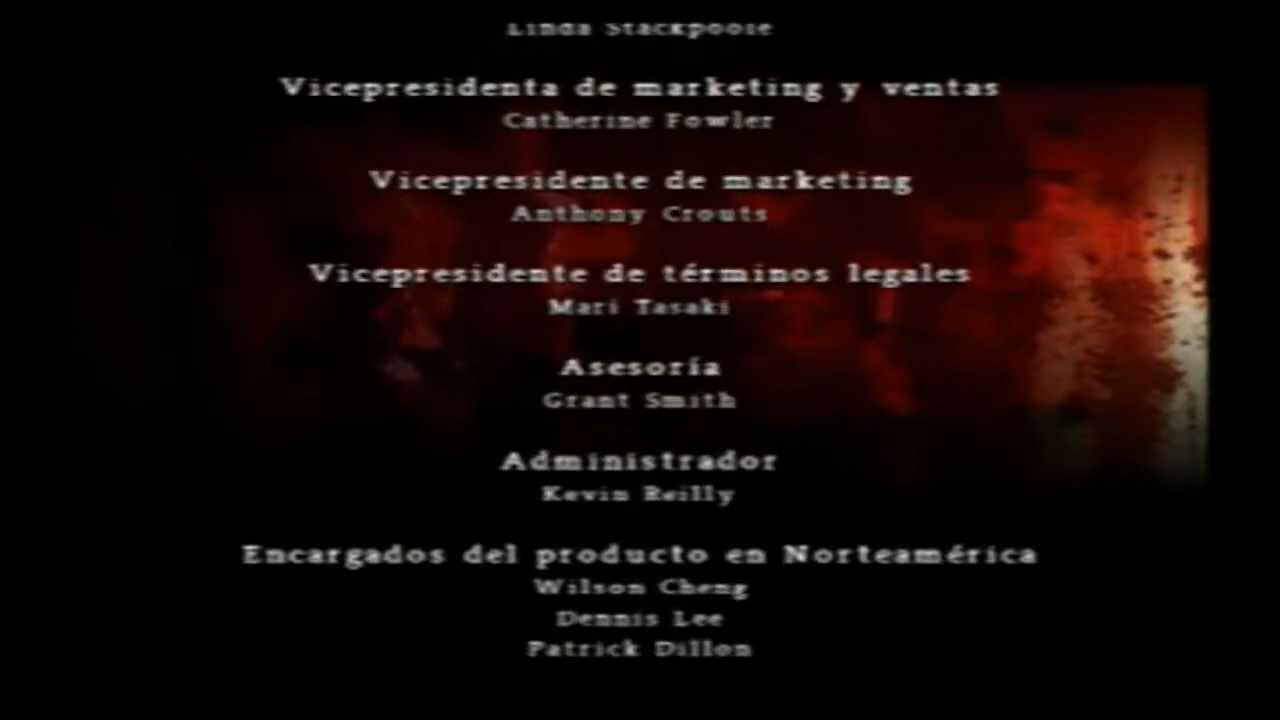 Linda Stackpoole
Vicepresidenta de marketing y ventas
Catherine Fowler
Vicepresidente de marketing
Anthony Crouts
Vicepresidente de términos legales
Mari Tasaki
Asesoría
Grant Smith
Administrador
Kevin Reilly
Encargados del producto en Norteamérica
Wilson Cheng
Dennis Lee
Patrick Dillon